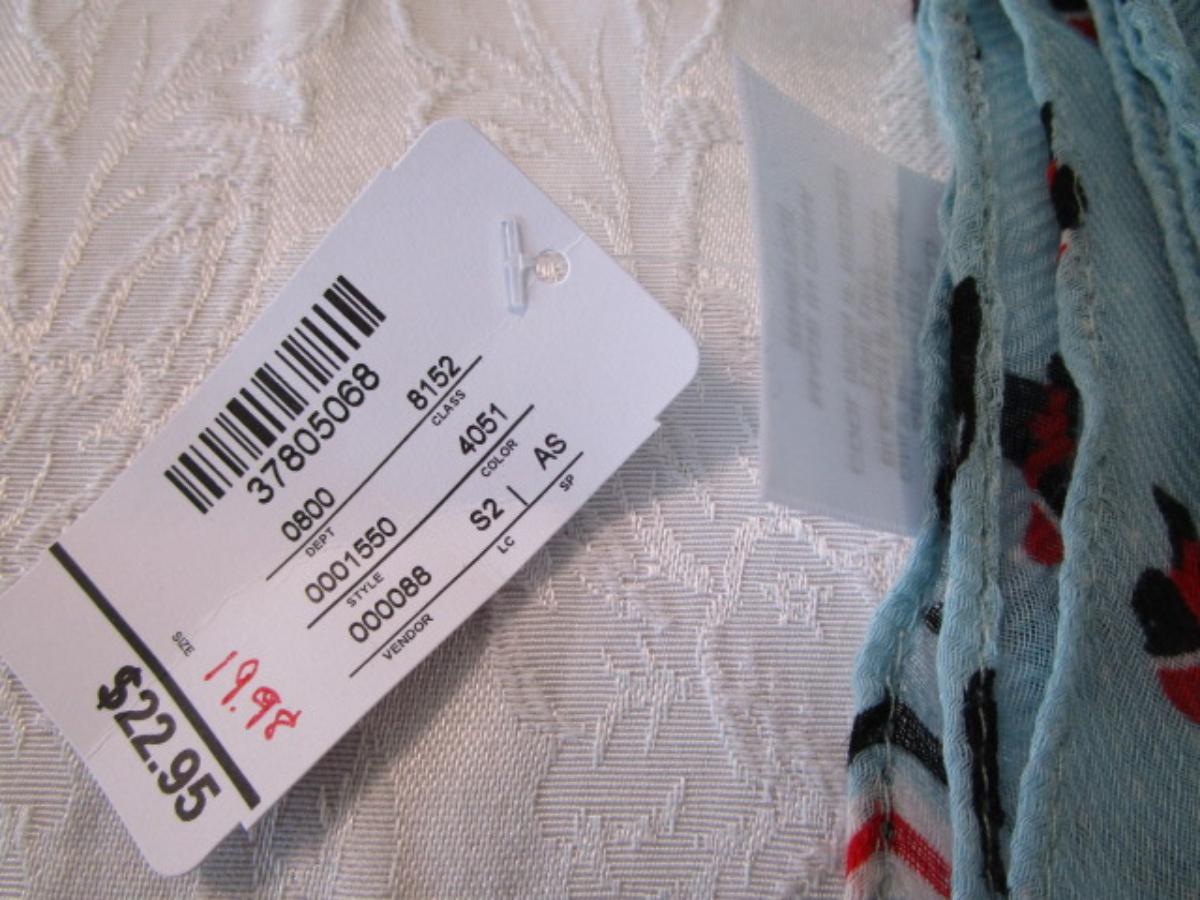 37805068
0800 8152
DEPT CLASS
0001550 4051
STYLE COLOR
000088 S2 | AS
VENDOR LC SP
SIZE
19.98
$22.95